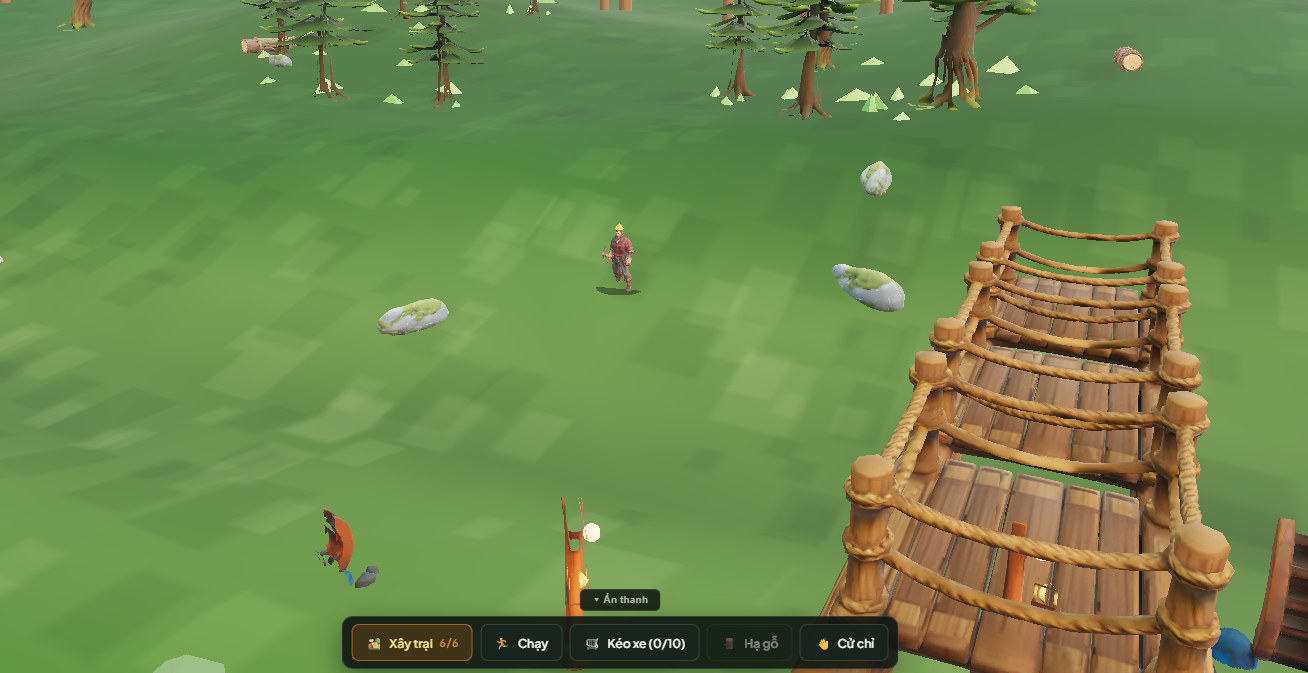 ▾ Ẩn thanh
Xây trại 6/6
Chạy
Kéo xe (0/10)
Hạ gỗ
Cử chỉ